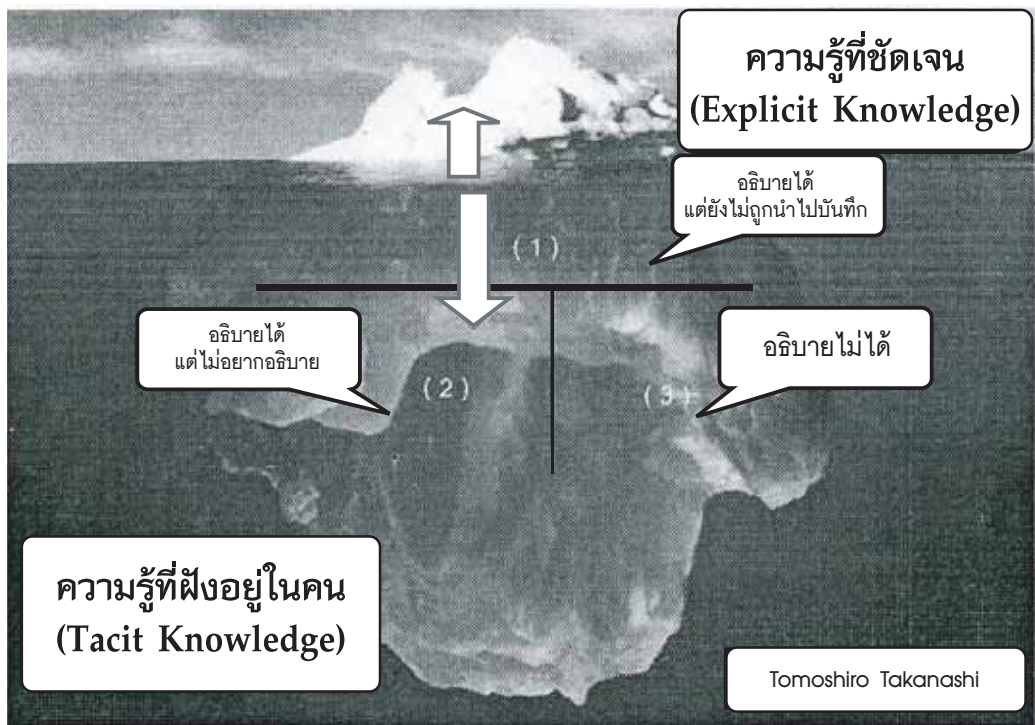 ความรู้ที่ชัดเจน
(Explicit Knowledge)
อธิบายได้
แต่ยังไม่ถูกนำไปบันทึก
(1)
อธิบายได้
แต่ไม่อยากอธิบาย
อธิบายไม่ได้
(2)
(3)
ความรู้ที่ฝังอยู่ในคน
(Tacit Knowledge)
Tomoshiro Takanashi